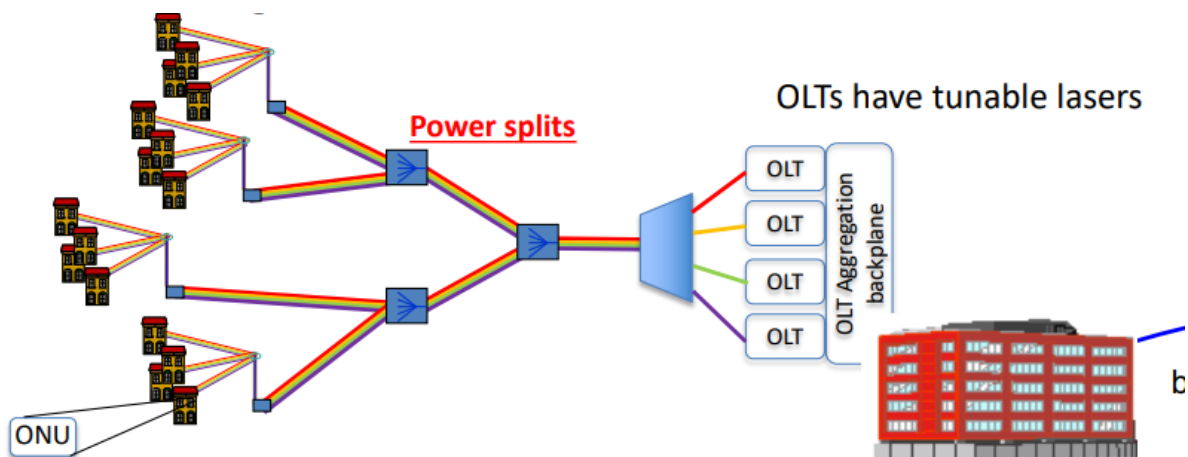 OLTs have tunable lasers
Power splits
OLT
OLT
OLT
OLT
OLT Aggregation
backplane
ONU
b